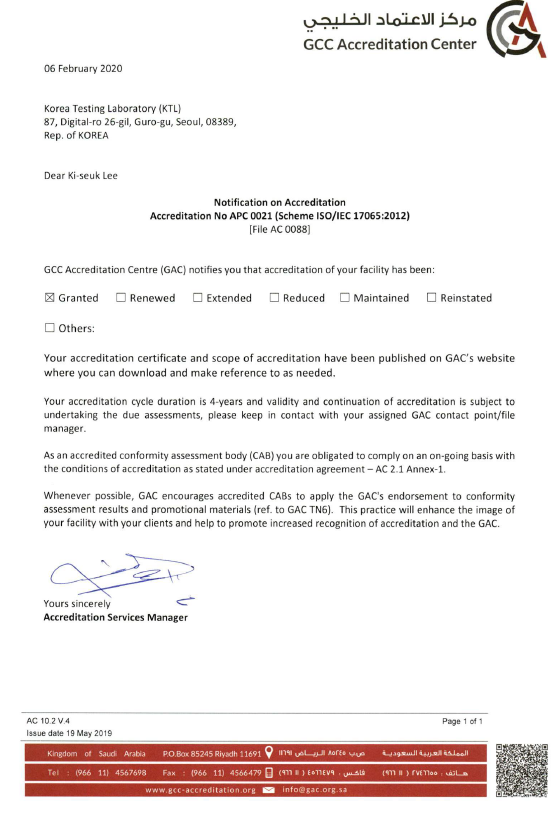 مركز الاعتماد الخليجي
GCC Accreditation Center
06 February 2020
Korea Testing Laboratory (KTL)
87, Digital-ro 26-gil, Guro-gu, Seoul, 08389,
Rep. of KOREA
Dear Ki-seuk Lee
Notification on Accreditation
Accreditation No APC 0021 (Scheme ISO/IEC 17065:2012)
[File AC 0088]
GCC Accreditation Centre (GAC) notifies you that accreditation of your facility has been:
☒ Granted ☐ Renewed ☐ Extended ☐ Reduced ☐ Maintained ☐ Reinstated
☐ Others:
Your accreditation certificate and scope of accreditation have been published on GAC's website
where you can download and make reference to as needed.
Your accreditation cycle duration is 4-years and validity and continuation of accreditation is subject to
undertaking the due assessments, please keep in contact with your assigned GAC contact point/file
manager.
As an accredited conformity assessment body (CAB) you are obligated to comply on an on-going basis with
the conditions of accreditation as stated under accreditation agreement – AC 2.1 Annex-1.
Whenever possible, GAC encourages accredited CABs to apply the GAC's endorsement to conformity
assessment results and promotional materials (ref. to GAC TN6). This practice will enhance the image of
your facility with your clients and help to promote increased recognition of accreditation and the GAC.
Yours sincerely
Accreditation Services Manager
AC 10.2 V.4 Page 1 of 1
Issue date 19 May 2019
Kingdom of Saudi Arabia P.O.Box 85245 Riyadh 11691 ص ب ٨٥٢٤٥ الريــاض ١١٦٩١ المملكة العربية السعوديـة
Tel : (966 11) 4567698 Fax : (966 11) 4566479 فاكس : ٤٥٦٦٤٧٩ ( ١١ ٩٦٦) هــاتف : ٢٧٤٦٦٥٥ ( ١١ ٩٦٦)
www.gcc-accreditation.org info@gac.org.sa